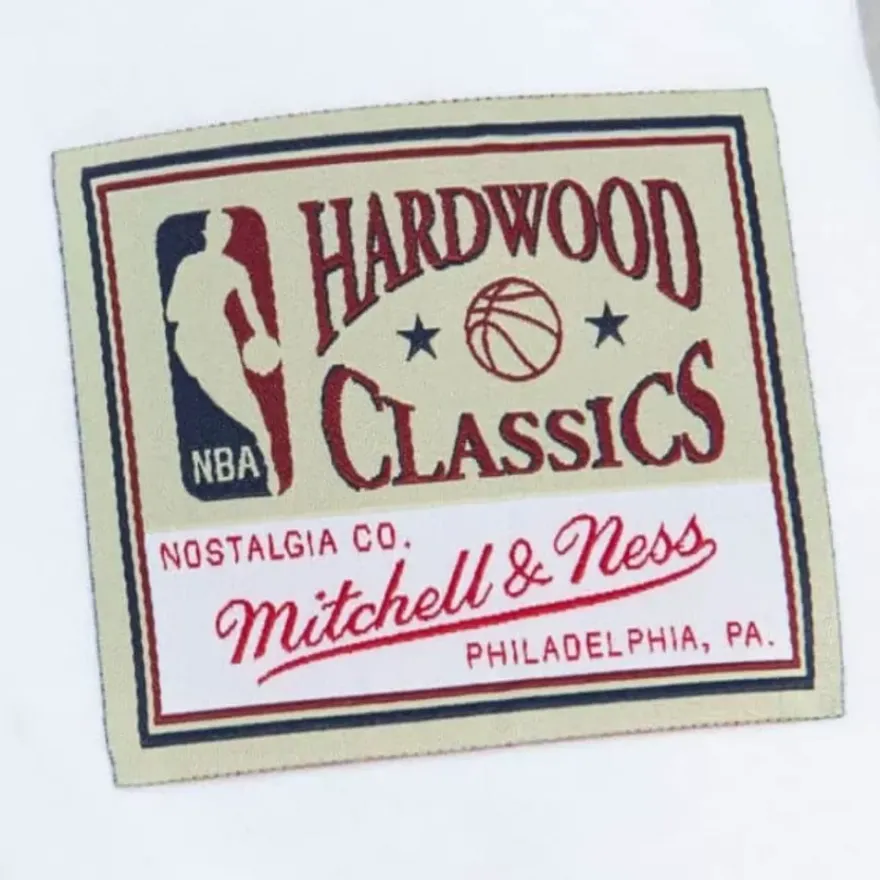 HARDWOOD
CLASSICS
NBA
NOSTALGIA CO.
Mitchell & Ness
PHILADELPHIA, PA.